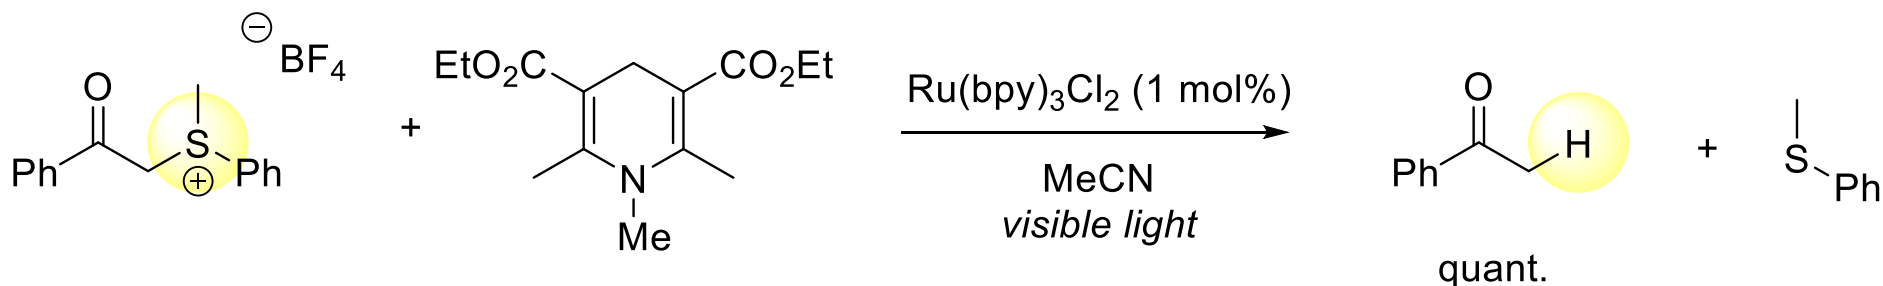 O
Ph
S
⊕
Ph
⊖
BF4
+
EtO2C
CO2Et
N
Me
Ru(bpy)3Cl2 (1 mol%)
MeCN
visible light
O
Ph
H
quant.
+
S
Ph